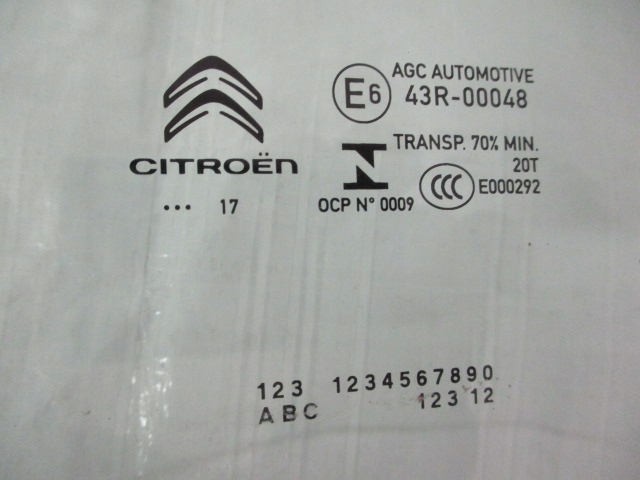 CITROËN
••• 17
E6
AGC AUTOMOTIVE
43R-00048
TRANSP. 70% MIN.
20T
CCC E000292
OCP N° 0009
123 1234567890
ABC 123 12